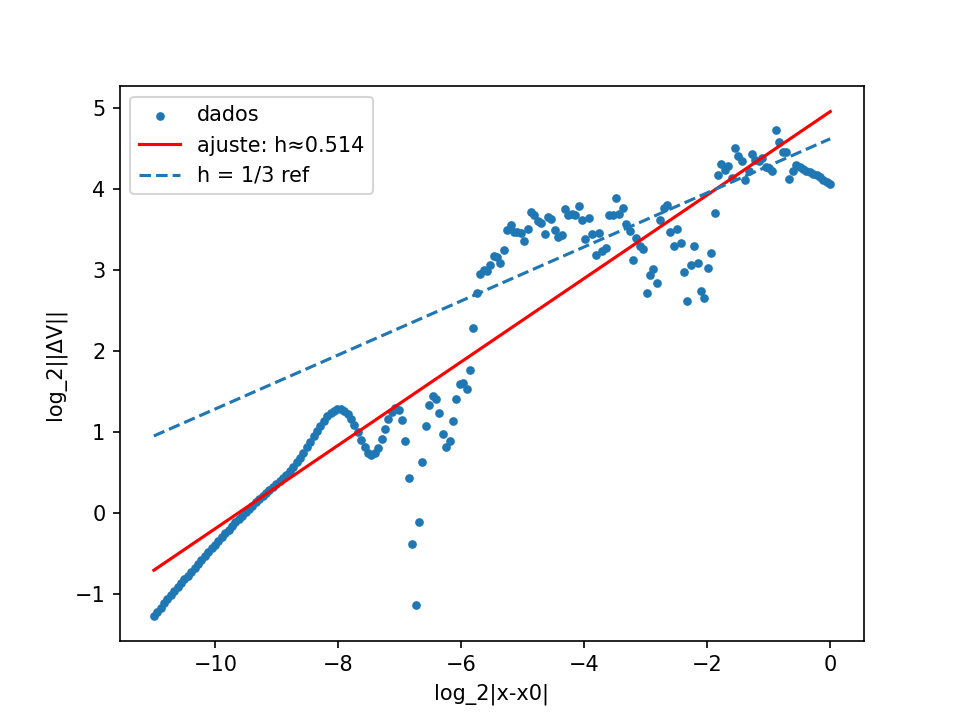 dados
ajuste: h≈0.514
h = 1/3 ref
5
4
3
2
1
0
−1
log_2||ΔV||
−10
−8
−6
−4
−2
0
log_2|x-x0|